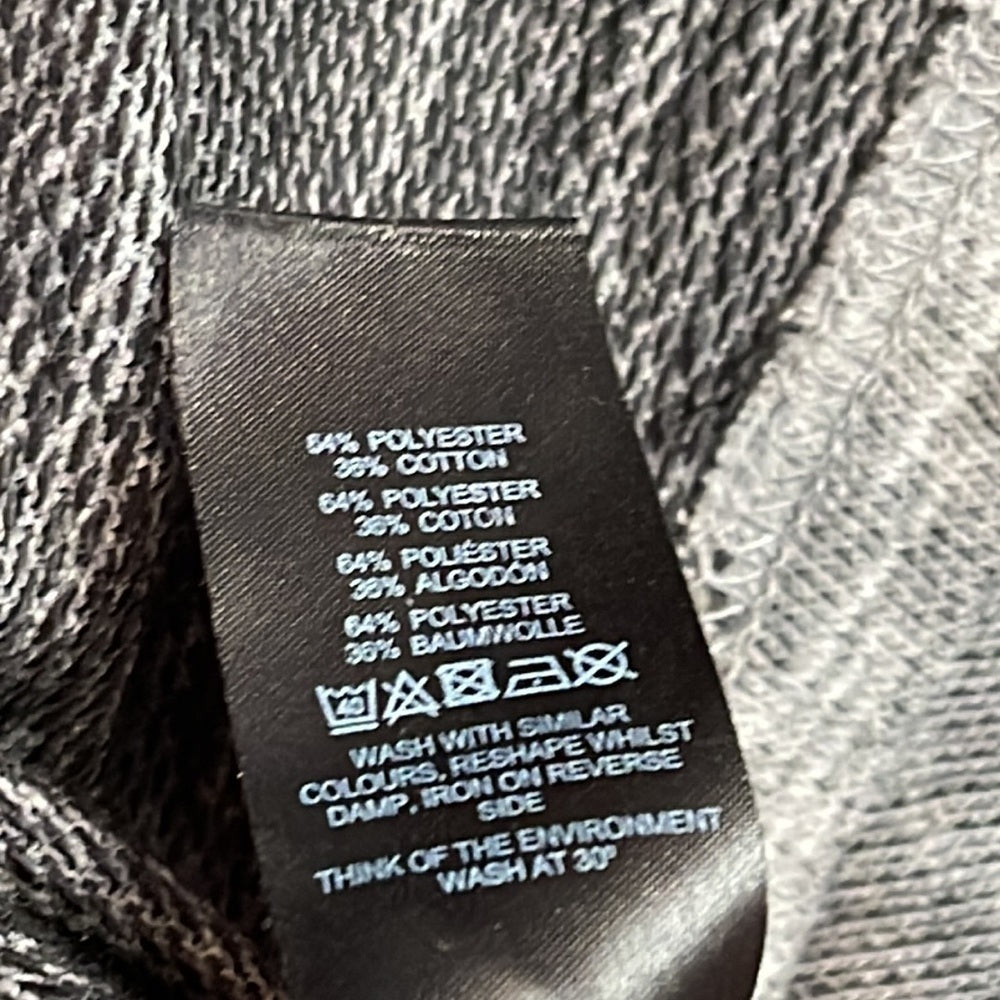 64% POLYESTER
36% COTTON
64% POLYESTER
36% COTON
64% POLIÉSTER
36% ALGODÓN
64% POLYESTER
36% BAUMWOLLE
40
WASH WITH SIMILAR
COLOURS, RESHAPE WHILST
DAMP, IRON ON REVERSE
SIDE
THINK OF THE ENVIRONMENT
WASH AT 30°